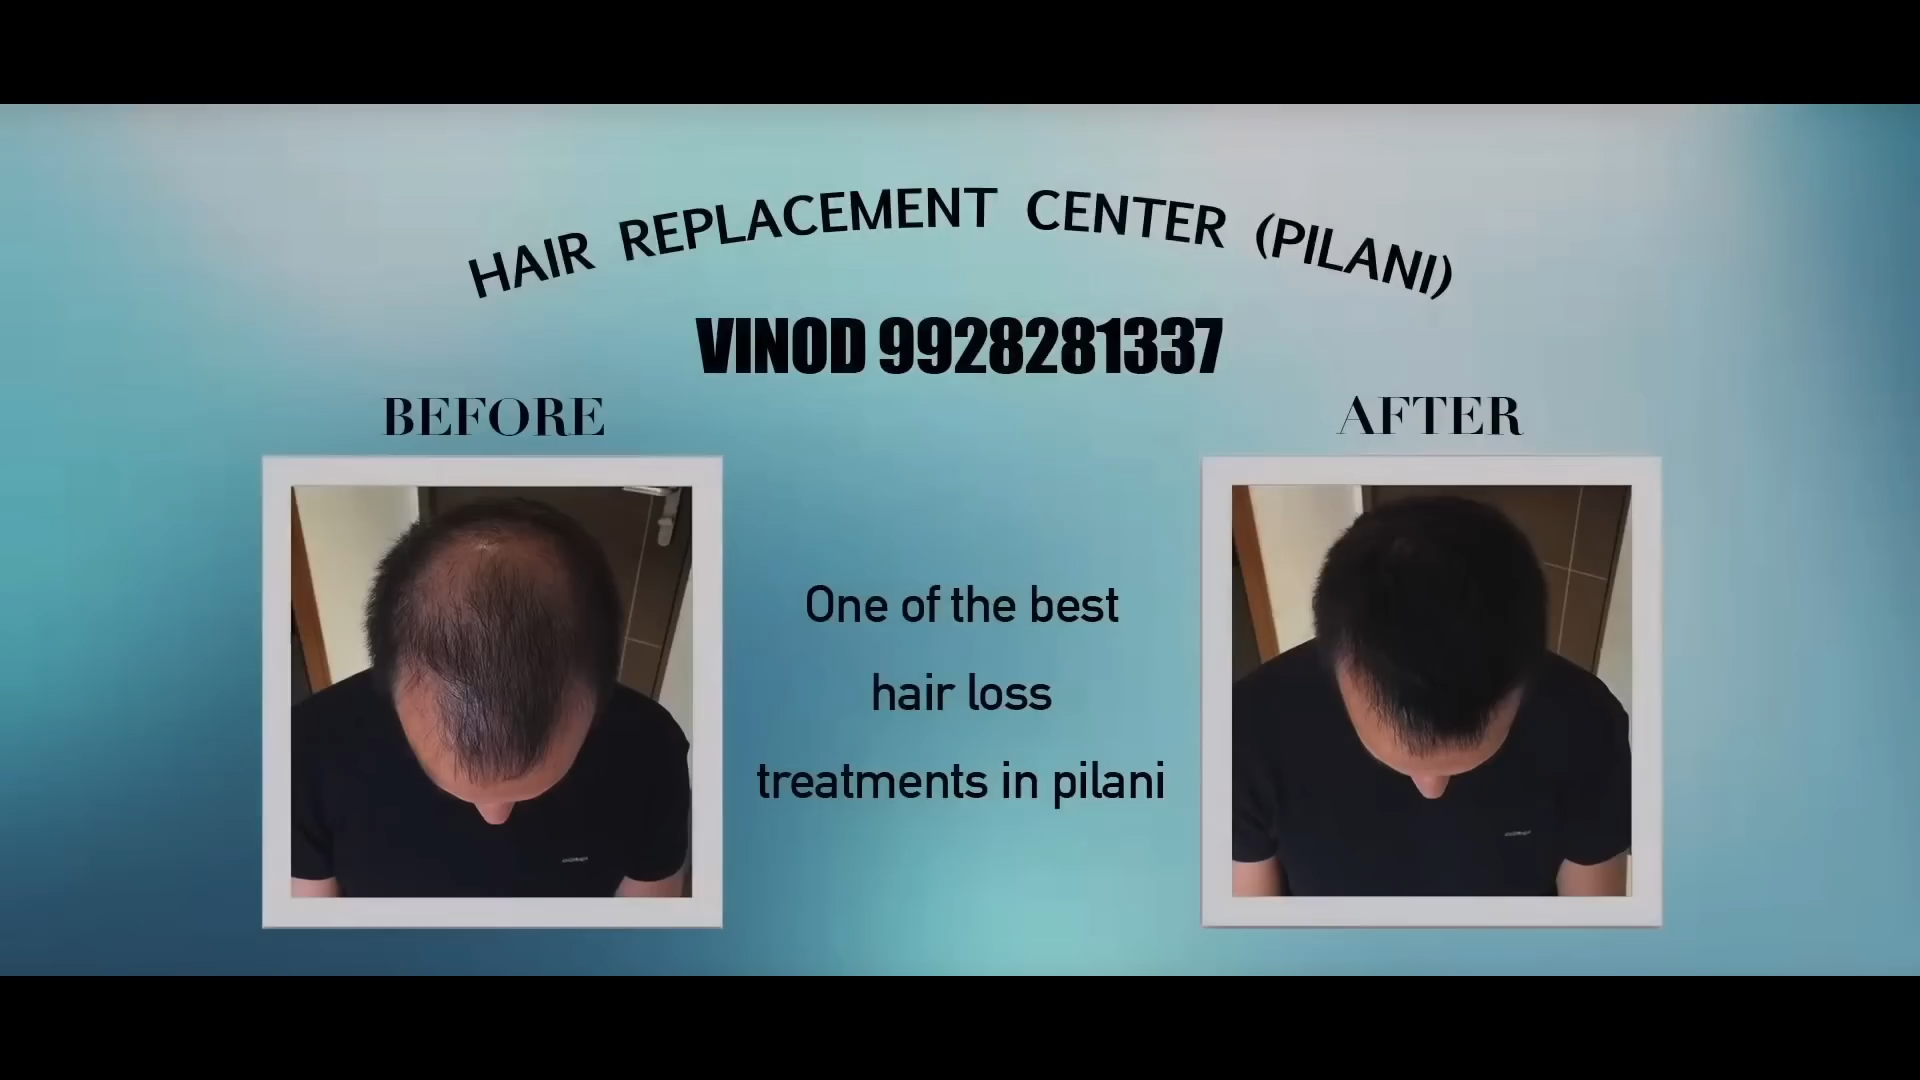 HAIR REPLACEMENT CENTER (PILANI)
VINOD 9928281337
BEFORE
AFTER
One of the best
hair loss
treatments in pilani